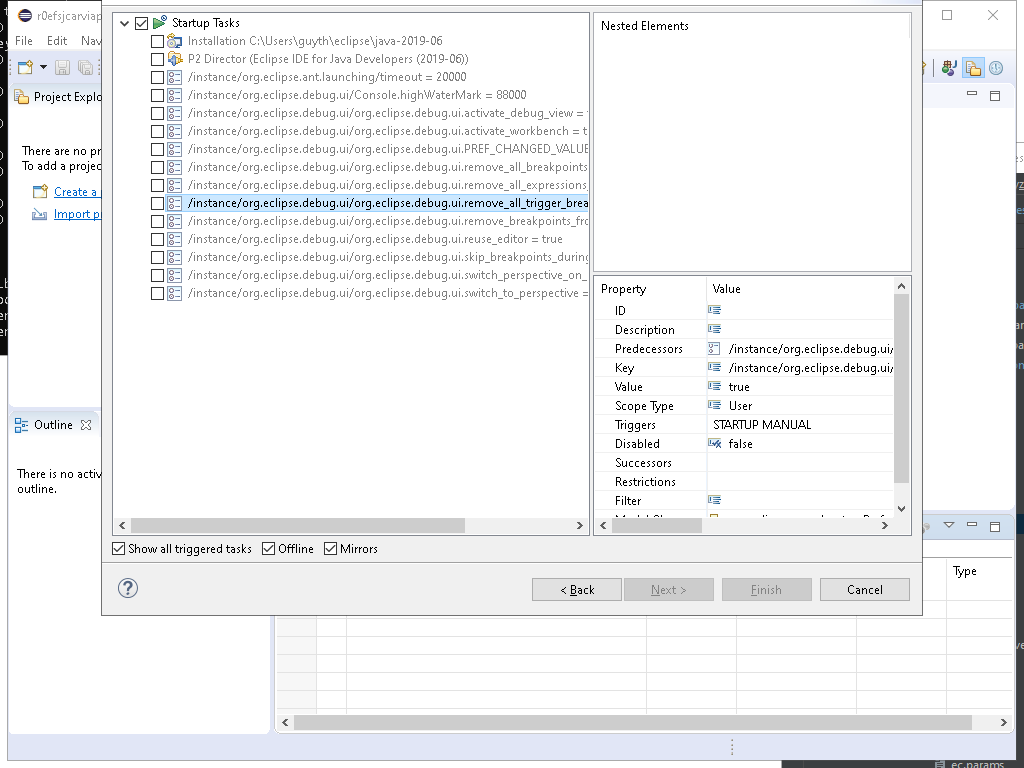 r0efsjcarviap
File Edit Nav
Project Explo
There are no pr
To add a projec
Create a
Import p
Outline
There is no activ
outline.
Startup Tasks
Installation C:\Users\guyth\eclipse\java-2019-06
P2 Director (Eclipse IDE for Java Developers (2019-06))
/instance/org.eclipse.ant.launching/timeout = 20000
/instance/org.eclipse.debug.ui/Console.highWaterMark = 88000
/instance/org.eclipse.debug.ui/org.eclipse.debug.ui.activate_debug_view = t
/instance/org.eclipse.debug.ui/org.eclipse.debug.ui.activate_workbench = t
/instance/org.eclipse.debug.ui/org.eclipse.debug.ui.PREF_CHANGED_VALUE
/instance/org.eclipse.debug.ui/org.eclipse.debug.ui.remove_all_breakpoints
/instance/org.eclipse.debug.ui/org.eclipse.debug.ui.remove_all_expressions_
/instance/org.eclipse.debug.ui/org.eclipse.debug.ui.remove_all_trigger_brea
/instance/org.eclipse.debug.ui/org.eclipse.debug.ui.remove_breakpoints_fro
/instance/org.eclipse.debug.ui/org.eclipse.debug.ui.reuse_editor = true
/instance/org.eclipse.debug.ui/org.eclipse.debug.ui.skip_breakpoints_during
/instance/org.eclipse.debug.ui/org.eclipse.debug.ui.switch_perspective_on_
/instance/org.eclipse.debug.ui/org.eclipse.debug.ui.switch_to_perspective =
Nested Elements
Property Value
ID
Description
Predecessors /instance/org.eclipse.debug.ui/
Key /instance/org.eclipse.debug.ui/
Value true
Scope Type User
Triggers STARTUP MANUAL
Disabled false
Successors
Restrictions
Filter
Show all triggered tasks Offline Mirrors
? < Back Next > Finish Cancel
Type
ec.params